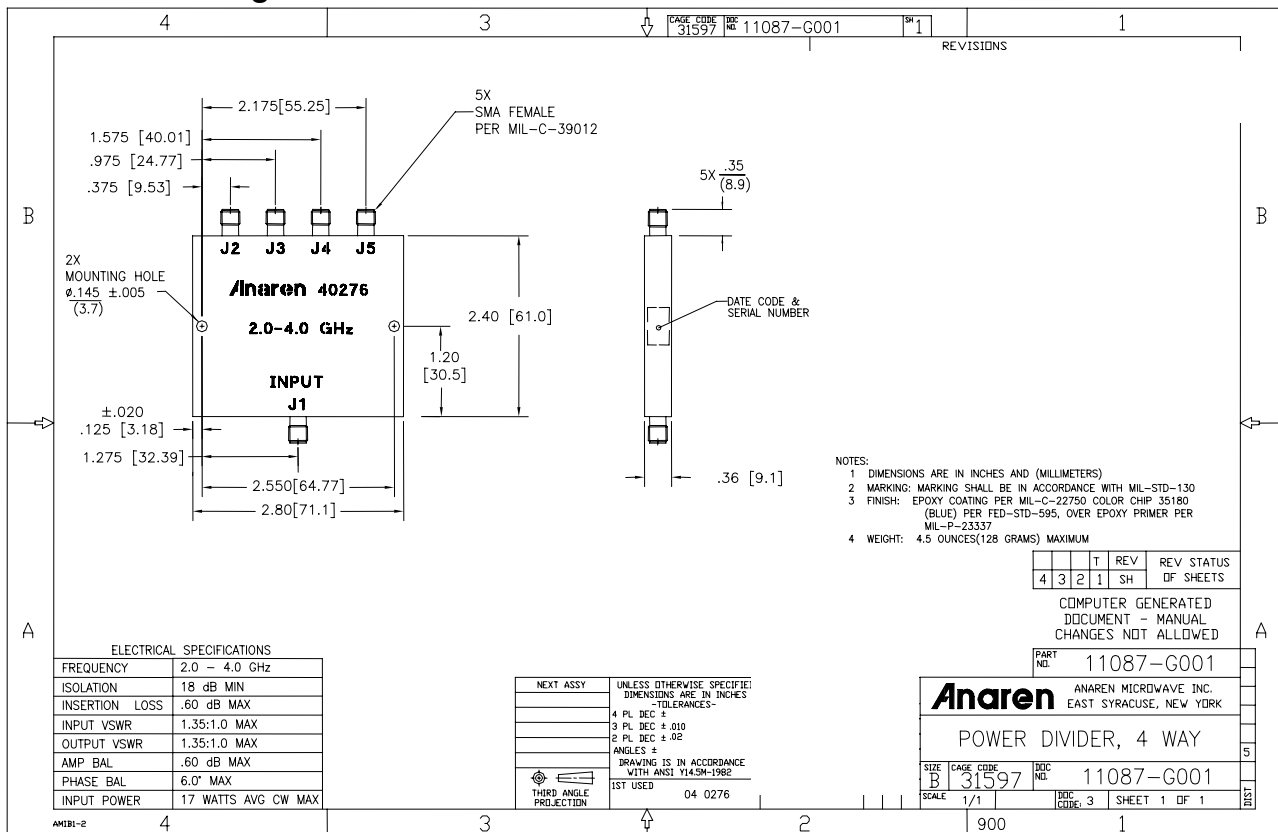 4
3
CAGE CODE
31597
DOC
NO.
11087-G001
SH
1
1
REVISIONS
2.175[55.25]
1.575 [40.01]
.975 [24.77]
.375 [9.53]
5X
SMA FEMALE
PER MIL-C-39012
5X .35
(8.9)
B
B
J2 J3 J4 J5
2X
MOUNTING HOLE
ø.145 ±.005
(3.7)
Anaren 40276
2.0-4.0 GHz
INPUT
J1
2.40 [61.0]
1.20
[30.5]
DATE CODE &
SERIAL NUMBER
±.020
.125 [3.18]
1.275 [32.39]
2.550[64.77]
2.80[71.1]
.36 [9.1]
NOTES:
1 DIMENSIONS ARE IN INCHES AND (MILLIMETERS)
2 MARKING: MARKING SHALL BE IN ACCORDANCE WITH MIL-STD-130
3 FINISH: EPOXY COATING PER MIL-C-22750 COLOR CHIP 35180
(BLUE) PER FED-STD-595, OVER EPOXY PRIMER PER
MIL-P-23337
4 WEIGHT: 4.5 OUNCES(128 GRAMS) MAXIMUM
T REV REV STATUS
4 3 2 1 SH OF SHEETS
COMPUTER GENERATED
DOCUMENT - MANUAL
CHANGES NOT ALLOWED
A
A
PART
NO.
11087-G001
Anaren
ANAREN MICROWAVE INC.
EAST SYRACUSE, NEW YORK
POWER DIVIDER, 4 WAY
SIZE
B
CAGE CODE
31597
DOC
NO.
11087-G001
SCALE 1/1
DOC
CODE: 3
SHEET 1 OF 1
5
DIST
ELECTRICAL SPECIFICATIONS
FREQUENCY 2.0 - 4.0 GHz
ISOLATION 18 dB MIN
INSERTION LOSS .60 dB MAX
INPUT VSWR 1.35:1.0 MAX
OUTPUT VSWR 1.35:1.0 MAX
AMP BAL .60 dB MAX
PHASE BAL 6.0° MAX
INPUT POWER 17 WATTS AVG CW MAX
NEXT ASSY
THIRD ANGLE
PROJECTION
UNLESS OTHERWISE SPECIFIE
DIMENSIONS ARE IN INCHES
-TOLERANCES-
4 PL DEC ±
3 PL DEC ± .010
2 PL DEC ± .02
ANGLES ±
DRAWING IS IN ACCORDANCE
WITH ANSI Y14.5M-1982
1ST USED
04 0276
AMIB1-2
4
3
2
900
1